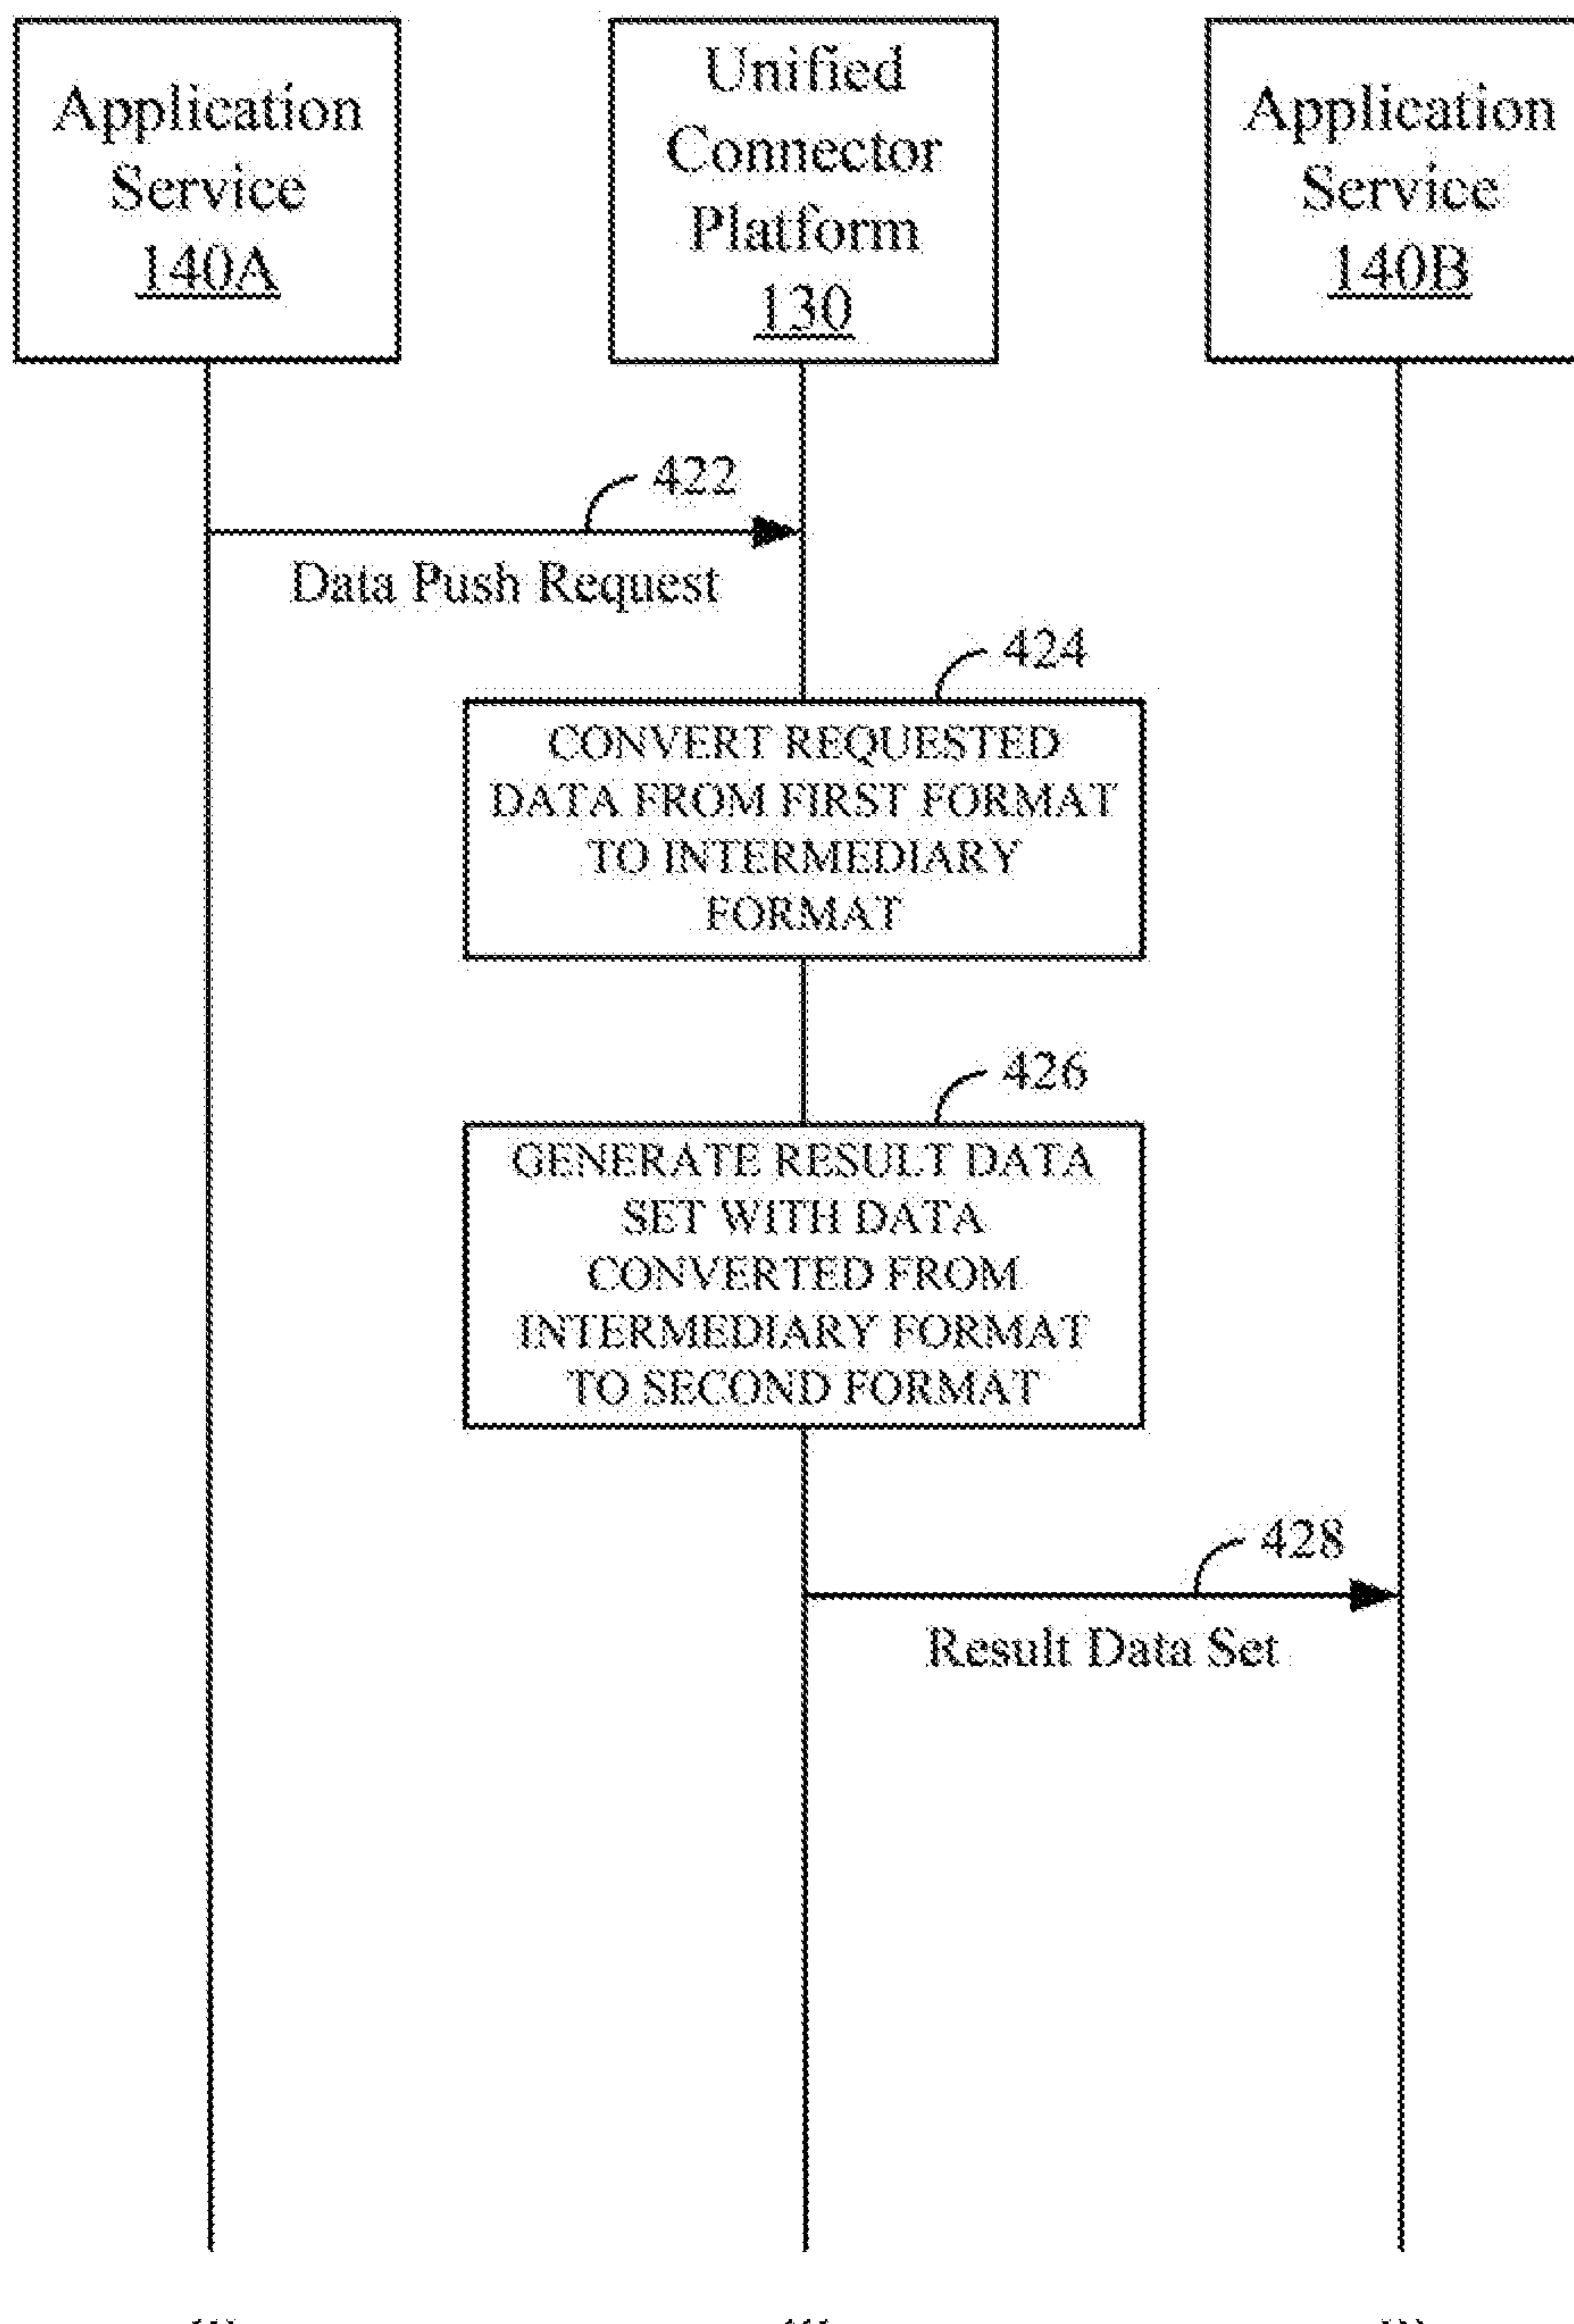 Application
Service
140A
Unified
Connector
Platform
130
Application
Service
140B
422
Data Push Request
424
CONVERT REQUESTED
DATA FROM FIRST FORMAT
TO INTERMEDIARY
FORMAT
426
GENERATE RESULT DATA
SET WITH DATA
CONVERTED FROM
INTERMEDIARY FORMAT
TO SECOND FORMAT
428
Result Data Set